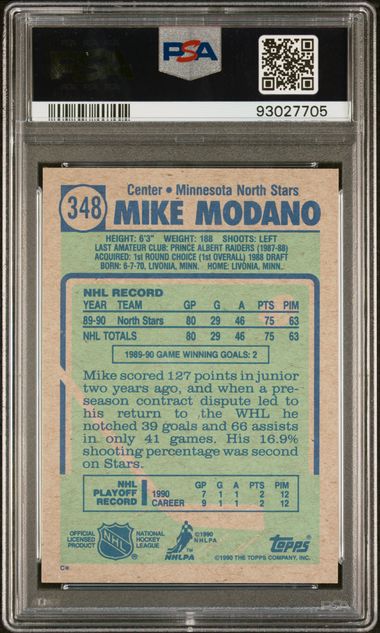 PSA
93027705
348
Center • Minnesota North Stars
MIKE MODANO
HEIGHT: 6'3" WEIGHT: 188 SHOOTS: LEFT
LAST AMATEUR CLUB: PRINCE ALBERT RAIDERS (1987-88)
ACQUIRED: 1st ROUND CHOICE (1st OVERALL) 1988 DRAFT
BORN: 6-7-70, LIVONIA, MINN. HOME: LIVONIA, MINN.
NHL RECORD
YEAR TEAM GP G A PTS PIM
89-90 North Stars 80 29 46 75 63
NHL TOTALS 80 29 46 75 63
1989-90 GAME WINNING GOALS: 2
Mike scored 127 points in junior
two years ago, and when a pre-
season contract dispute led to
his return to the WHL he
notched 39 goals and 66 assists
in only 41 games. His 16.9%
shooting percentage was second
on Stars.
NHL PLAYOFF RECORD
GP G A PTS PIM
1990 7 1 1 2 12
CAREER 9 1 1 2 12
OFFICIAL
LICENSED
PRODUCT
NHL
NATIONAL
HOCKEY
LEAGUE
©1990
NHLPA
NHLPA
topps
©1990 THE TOPPS COMPANY, INC.
C*